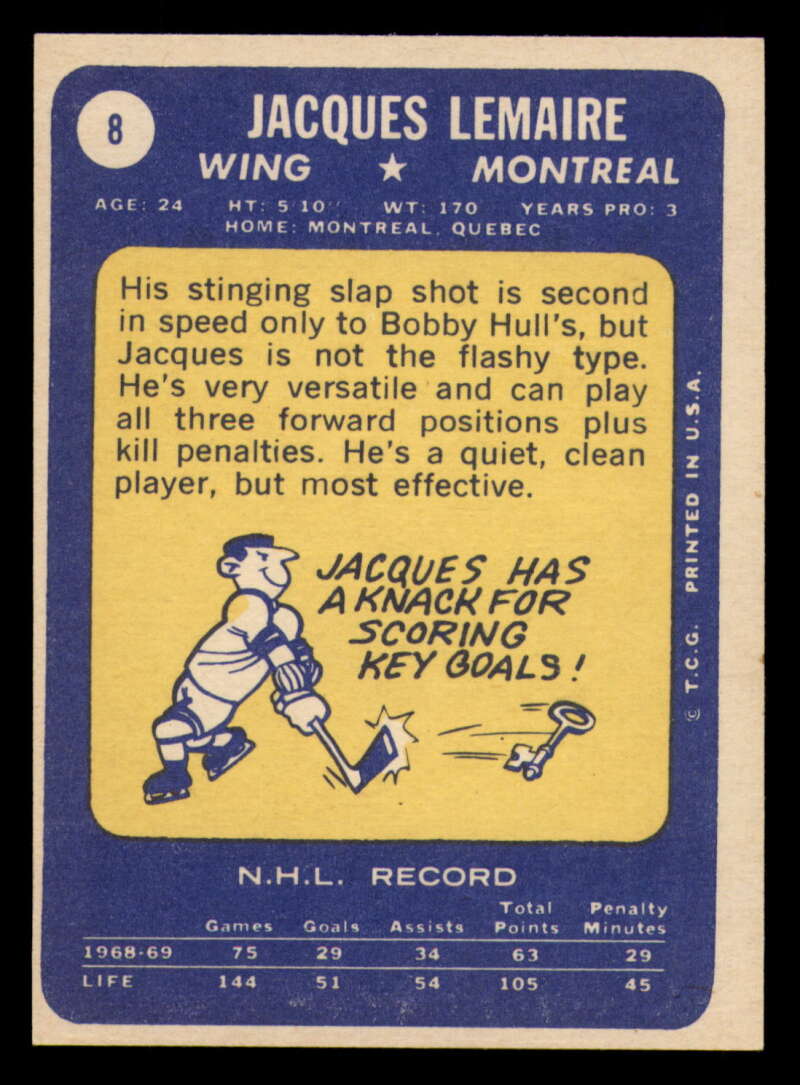 8
JACQUES LEMAIRE
WING ★ MONTREAL
AGE: 24 HT: 5'10" WT: 170 YEARS PRO: 3
HOME: MONTREAL, QUEBEC
His stinging slap shot is second
in speed only to Bobby Hull's, but
Jacques is not the flashy type.
He's very versatile and can play
all three forward positions plus
kill penalties. He's a quiet, clean
player, but most effective.
JACQUES HAS
A KNACK FOR
SCORING
KEY GOALS!
© T.C.G. PRINTED IN U.S.A.
N.H.L. RECORD
Total Penalty
Games Goals Assists Points Minutes
1968-69 75 29 34 63 29
LIFE 144 51 54 105 45